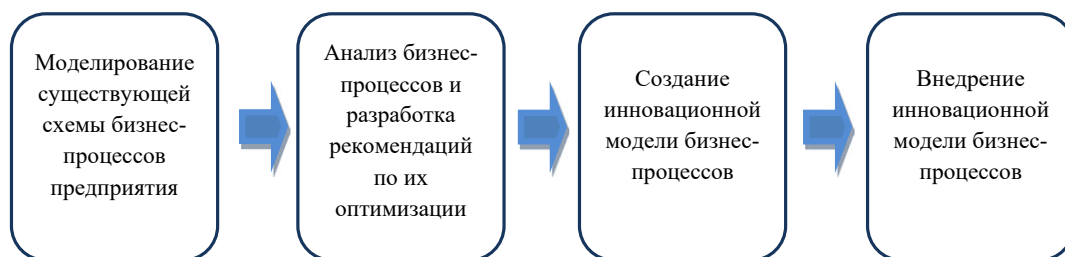 Моделирование
существующей
схемы бизнес-
процессов
предприятия
Анализ бизнес-
процессов и
разработка
рекомендаций
по их
оптимизации
Создание
инновационной
модели бизнес-
процессов
Внедрение
инновационной
модели бизнес-
процессов